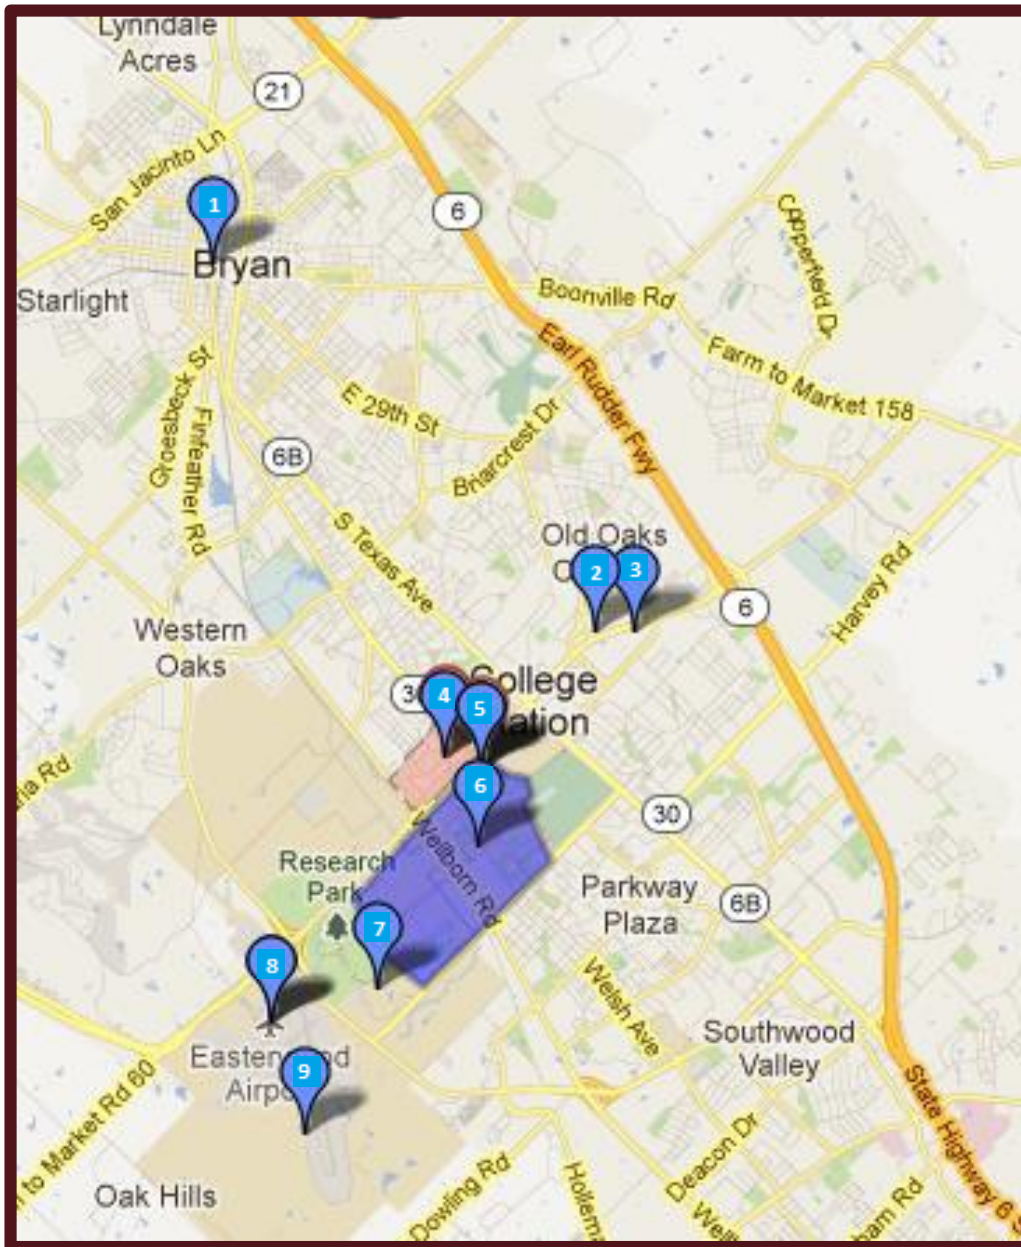 Lynndale
Acres
21
San Jacinto Ln
1
6
Bryan
Starlight
Boonville Rd
Copperfield Dr
Earl Rudder Fwy
Farm to Market 158
Groesbeck St
Finfeather Rd
E 29th St
Briarcrest Dr
6B
S Texas Ave
Old Oaks
2
3
Harvey Rd
6
Western
Oaks
4
5
College
Station
6
30
Wellborn Rd
Research
Park
Parkway
Plaza
6B
7
8
Welsh Ave
Southwood
Valley
Easterwood
Airport
9
to Market Rd 60
State Highway 6 S
Deacon Dr
Dowling Rd
Oak Hills